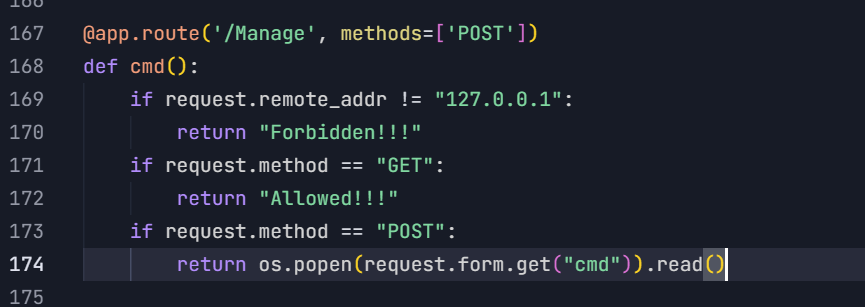 167 @app.route('/Manage', methods=['POST'])
168 def cmd():
169     if request.remote_addr != "127.0.0.1":
170         return "Forbidden!!!"
171     if request.method == "GET":
172         return "Allowed!!!"
173     if request.method == "POST":
174         return os.popen(request.form.get("cmd")).read()
175